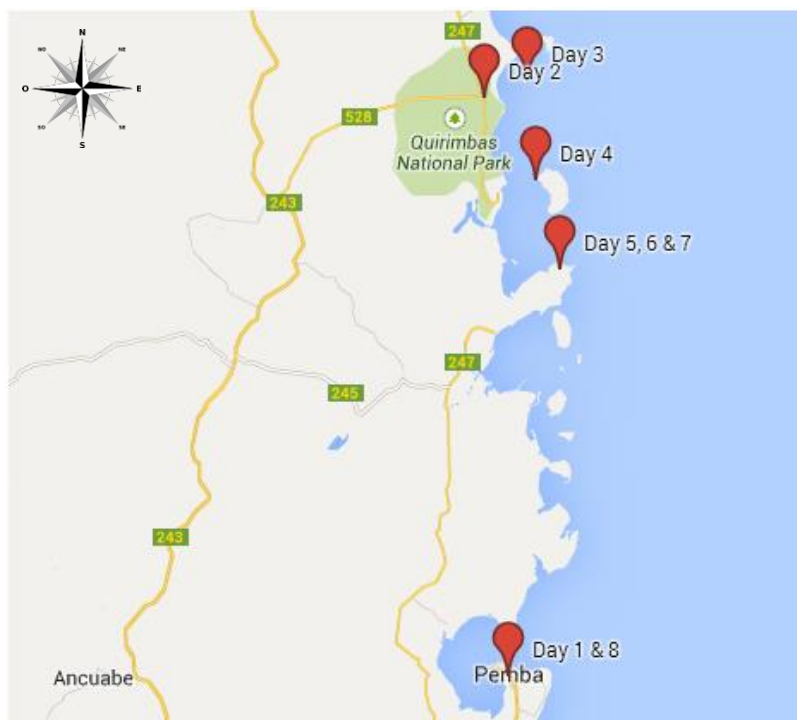 N
NO
NE
O
E
SO
SE
S
247
Day 3
Day 2
528
Quirimbas
National Park
Day 4
243
Day 5, 6 & 7
247
245
243
Day 1 & 8
Pemba
Ancuabe